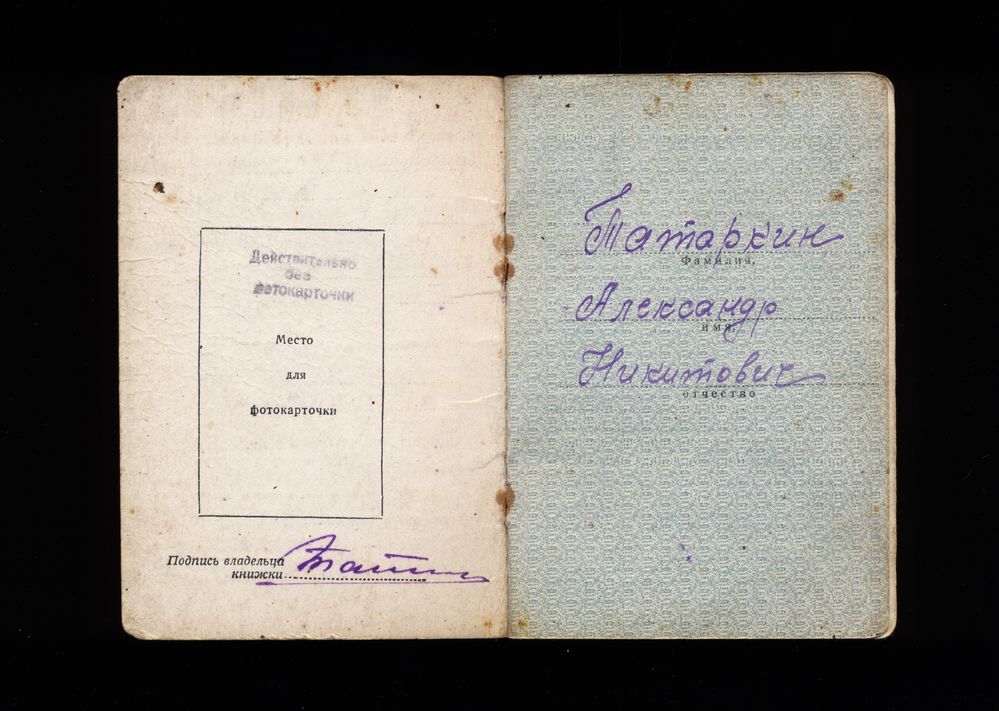 Действительно
без
фотокарточки
Место
для
фотокарточки
Подпись владельца
книжки
Татаркин
Фамилия,
Александр
имя,
Никитович
отчество